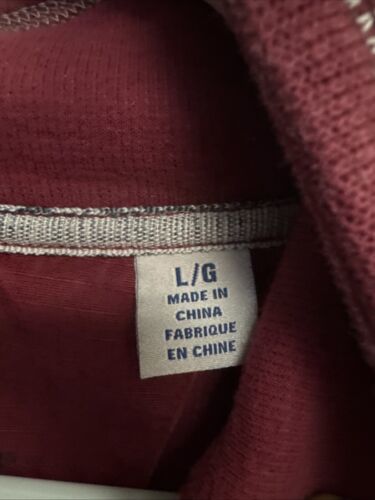 L/G
MADE IN
CHINA
FABRIQUE
EN CHINE